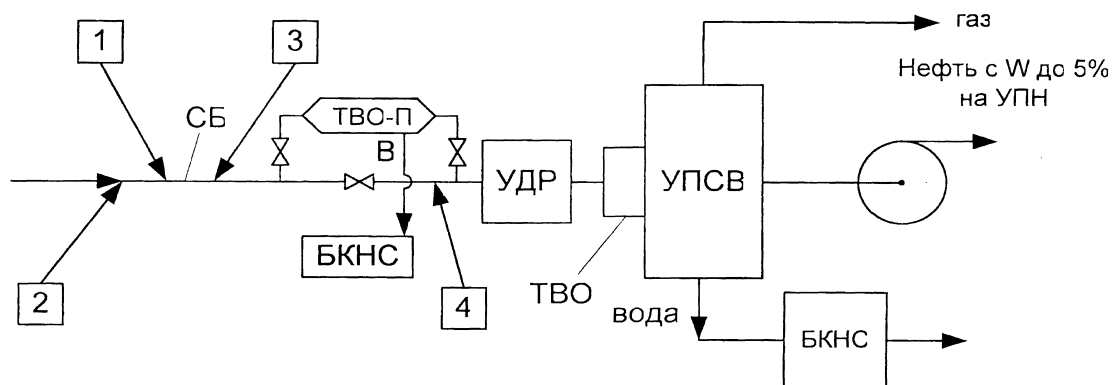 газ
1
3
Нефть с W до 5%
на УПН
СБ
ТВО-П
В
УДР
УПСВ
БКНС
2
4
ТВО
вода
БКНС